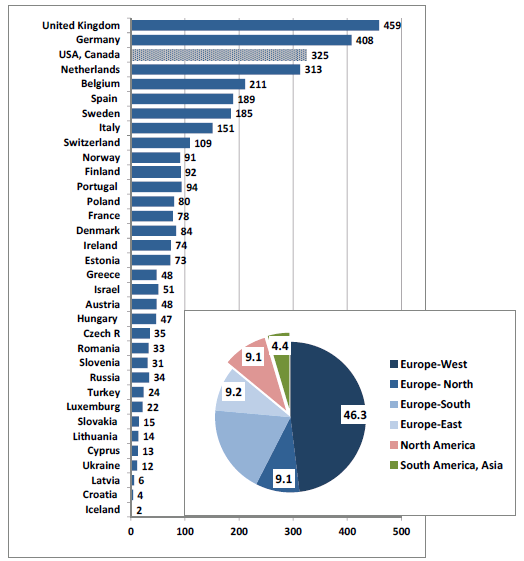 United Kingdom 459
Germany 408
USA, Canada 325
Netherlands 313
Belgium 211
Spain 189
Sweden 185
Italy 151
Switzerland 109
Norway 91
Finland 92
Portugal 94
Poland 80
France 78
Denmark 84
Ireland 74
Estonia 73
Greece 48
Israel 51
Austria 48
Hungary 47
Czech R 35
Romania 33
Slovenia 31
Russia 34
Turkey 24
Luxemburg 22
Slovakia 15
Lithuania 14
Cyprus 13
Ukraine 12
Latvia 6
Croatia 4
Iceland 2
0 100 200 300 400 500
4.4
9.1
9.2
46.3
9.1
Europe-West
Europe- North
Europe-South
Europe-East
North America
South America, Asia